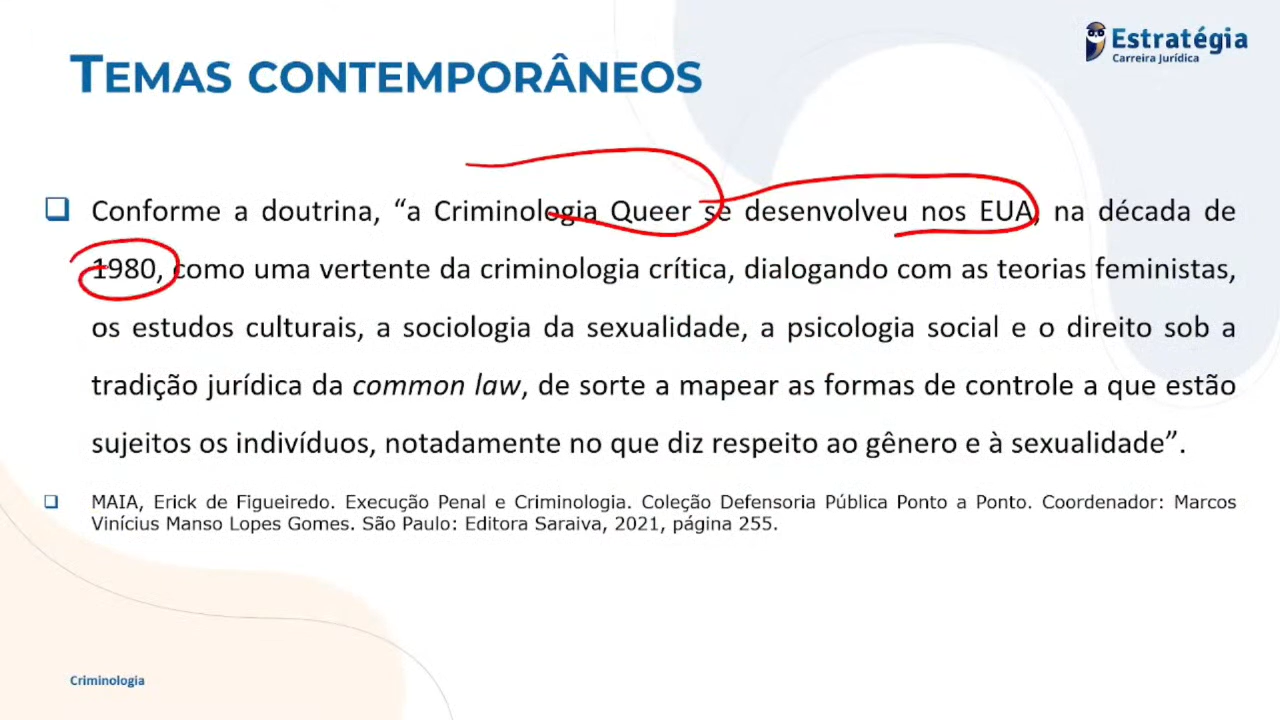 Estratégia
Carreira Jurídica
TEMAS CONTEMPORÂNEOS
Conforme a doutrina, “a Criminologia Queer se desenvolveu nos EUA, na década de
1980, como uma vertente da criminologia crítica, dialogando com as teorias feministas,
os estudos culturais, a sociologia da sexualidade, a psicologia social e o direito sob a
tradição jurídica da common law, de sorte a mapear as formas de controle a que estão
sujeitos os indivíduos, notadamente no que diz respeito ao gênero e à sexualidade”.
MAIA, Erick de Figueiredo. Execução Penal e Criminologia. Coleção Defensoria Pública Ponto a Ponto. Coordenador: Marcos
Vinícius Manso Lopes Gomes. São Paulo: Editora Saraiva, 2021, página 255.
Criminologia